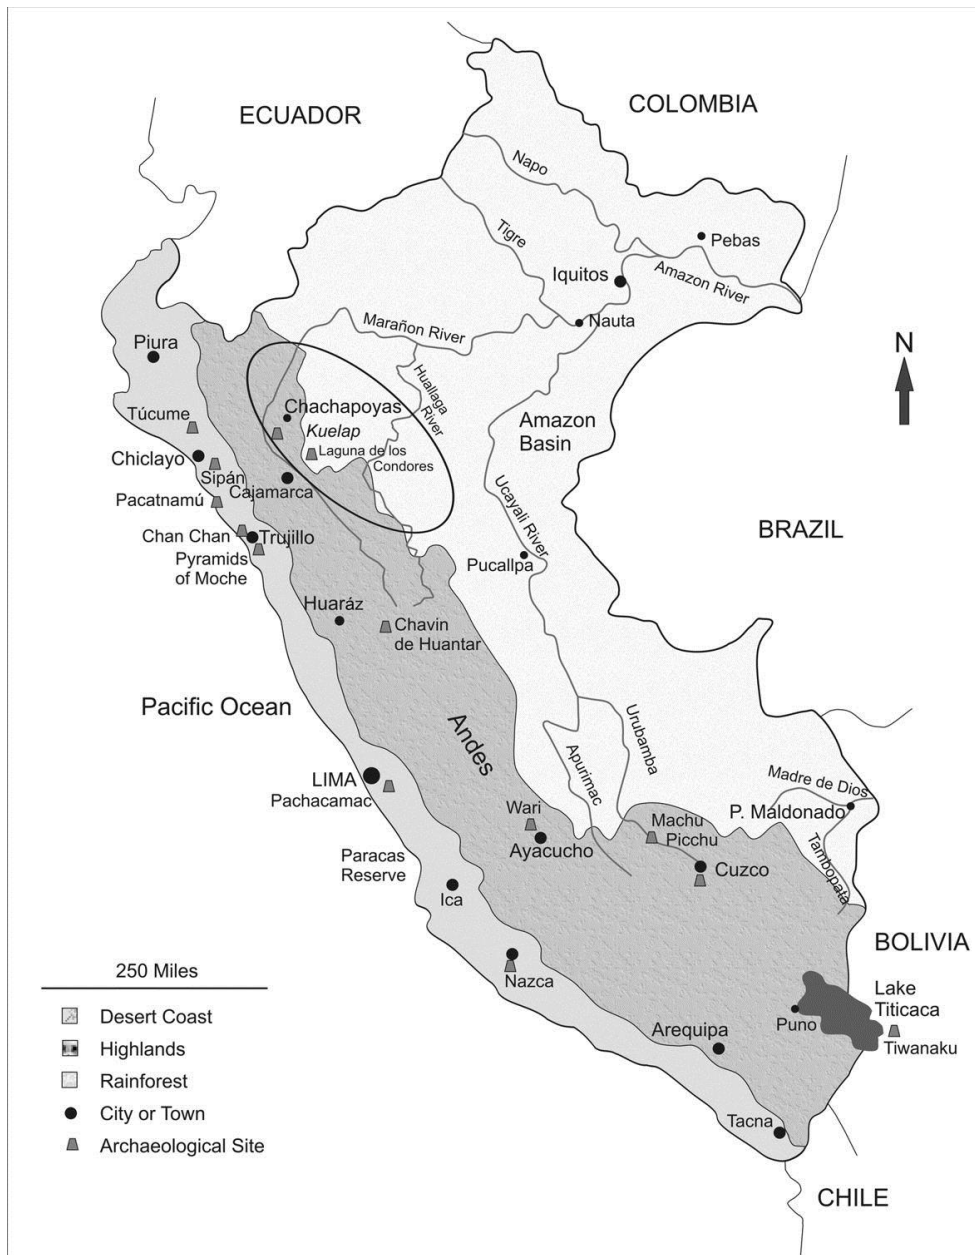 ECUADOR
COLOMBIA
Napo
Tigre
Pebas
Iquitos
Amazon River
Nauta
Marañon River
N
Piura
Huallaga
River
Chachapoyas
Túcume
Kuelap
Amazon
Basin
Laguna de los
Condores
Chiclayo
Sipán
Cajamarca
Pacatnamú
Ucayali River
BRAZIL
Chan Chan
Trujillo
Pyramids
of Moche
Pucallpa
Huaráz
Chavin
de Huantar
Pacific Ocean
Andes
Urubamba
Apurimac
LIMA
Pachacamac
Madre de Dios
P. Maldonado
Wari
Ayacucho
Machu
Picchu
Tambopata
Paracas
Reserve
Cuzco
Ica
BOLIVIA
Nazca
Lake
Titicaca
Puno
Tiwanaku
Arequipa
Tacna
CHILE
250 Miles
Desert Coast
Highlands
Rainforest
City or Town
Archaeological Site